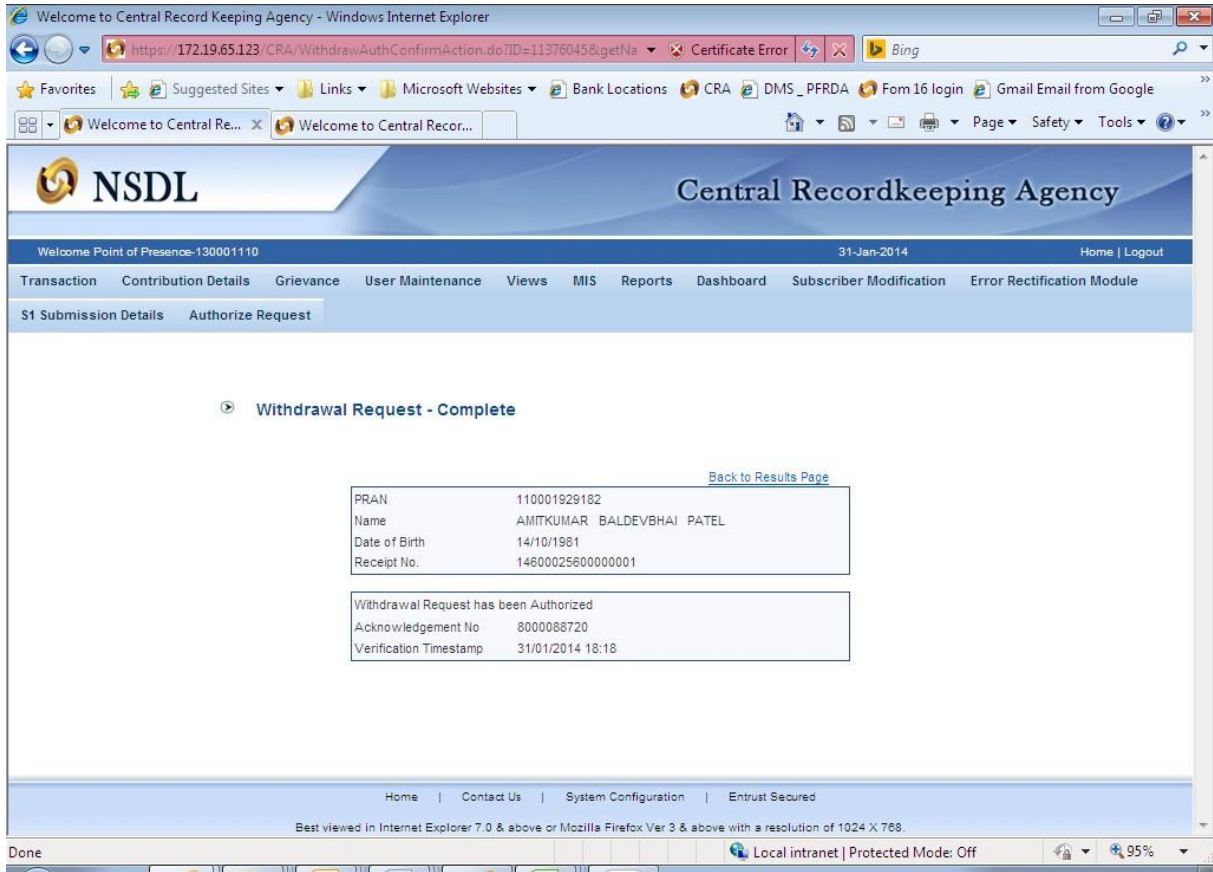 Welcome to Central Record Keeping Agency - Windows Internet Explorer
https://172.19.65.123/CRA/WithdrawAuthConfirmAction.do?ID=11376045&getNa Certificate Error Bing
Favorites Suggested Sites Links Microsoft Websites Bank Locations CRA DMS _ PFRDA Fom 16 login Gmail Email from Google
Welcome to Central Re... X Welcome to Central Recor... Page Safety Tools
NSDL Central Recordkeeping Agency
Welcome Point of Presence-130001110 31-Jan-2014 Home | Logout
Transaction Contribution Details Grievance User Maintenance Views MIS Reports Dashboard Subscriber Modification Error Rectification Module
S1 Submission Details Authorize Request
Withdrawal Request - Complete
Back to Results Page
PRAN 110001929182
Name AMITKUMAR BALDEVBHAI PATEL
Date of Birth 14/10/1981
Receipt No. 14600025600000001
Withdrawal Request has been Authorized
Acknowledgement No 8000088720
Verification Timestamp 31/01/2014 18:18
Home | Contact Us | System Configuration | Entrust Secured
Best viewed in Internet Explorer 7.0 & above or Mozilla Firefox Ver 3 & above with a resolution of 1024 X 768.
Done Local intranet | Protected Mode: Off 95%